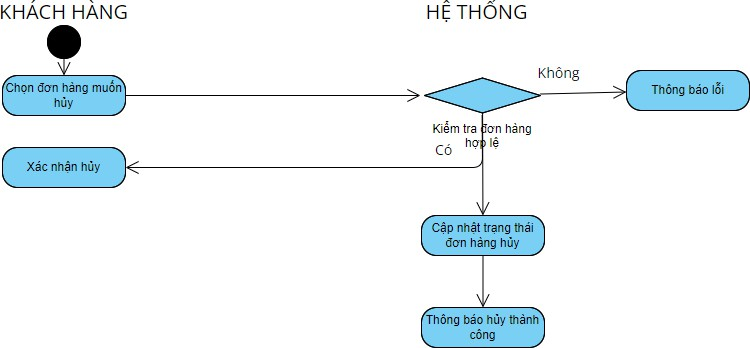 KHÁCH HÀNG
HỆ THỐNG
Chọn đơn hàng muốn
hủy
Không
Thông báo lỗi
Kiểm tra đơn hàng
hợp lệ
Có
Xác nhận hủy
Cập nhật trạng thái
đơn hàng hủy
Thông báo hủy thành
công